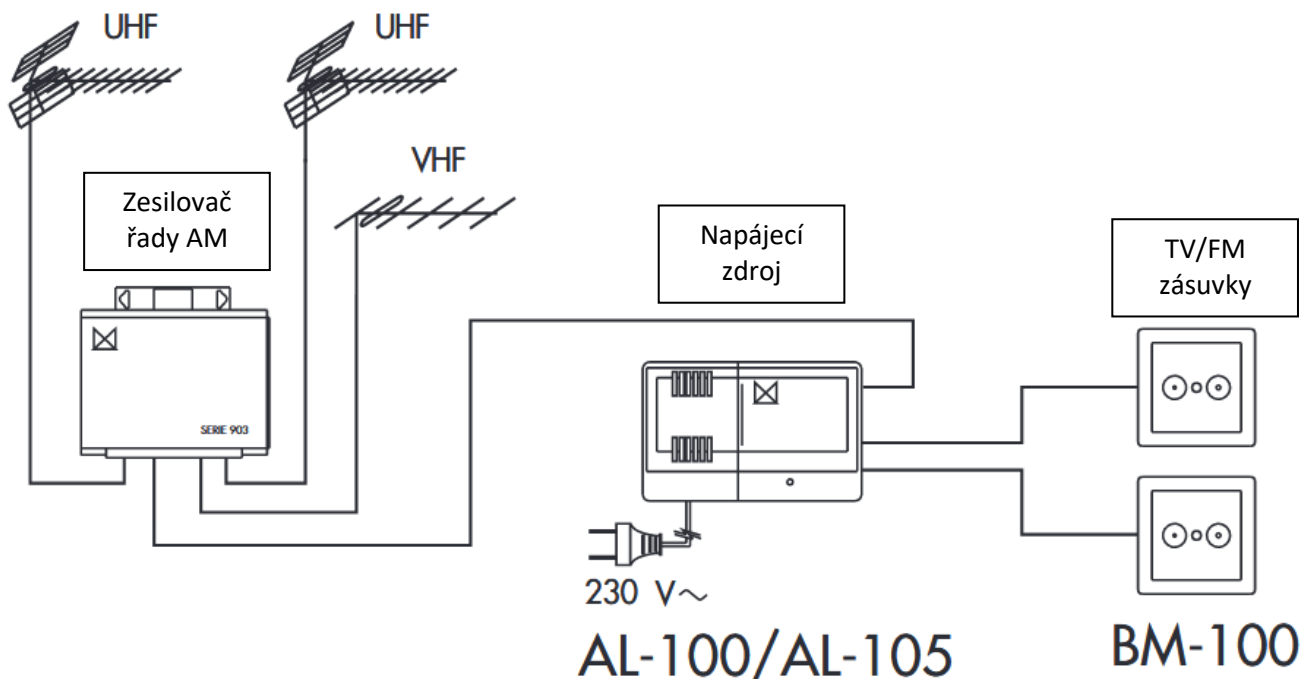 UHF
UHF
VHF
Zesilovač
řady AM
Napájecí
zdroj
TV/FM
zásuvky
SERIE 903
230 V~
AL-100/AL-105
BM-100